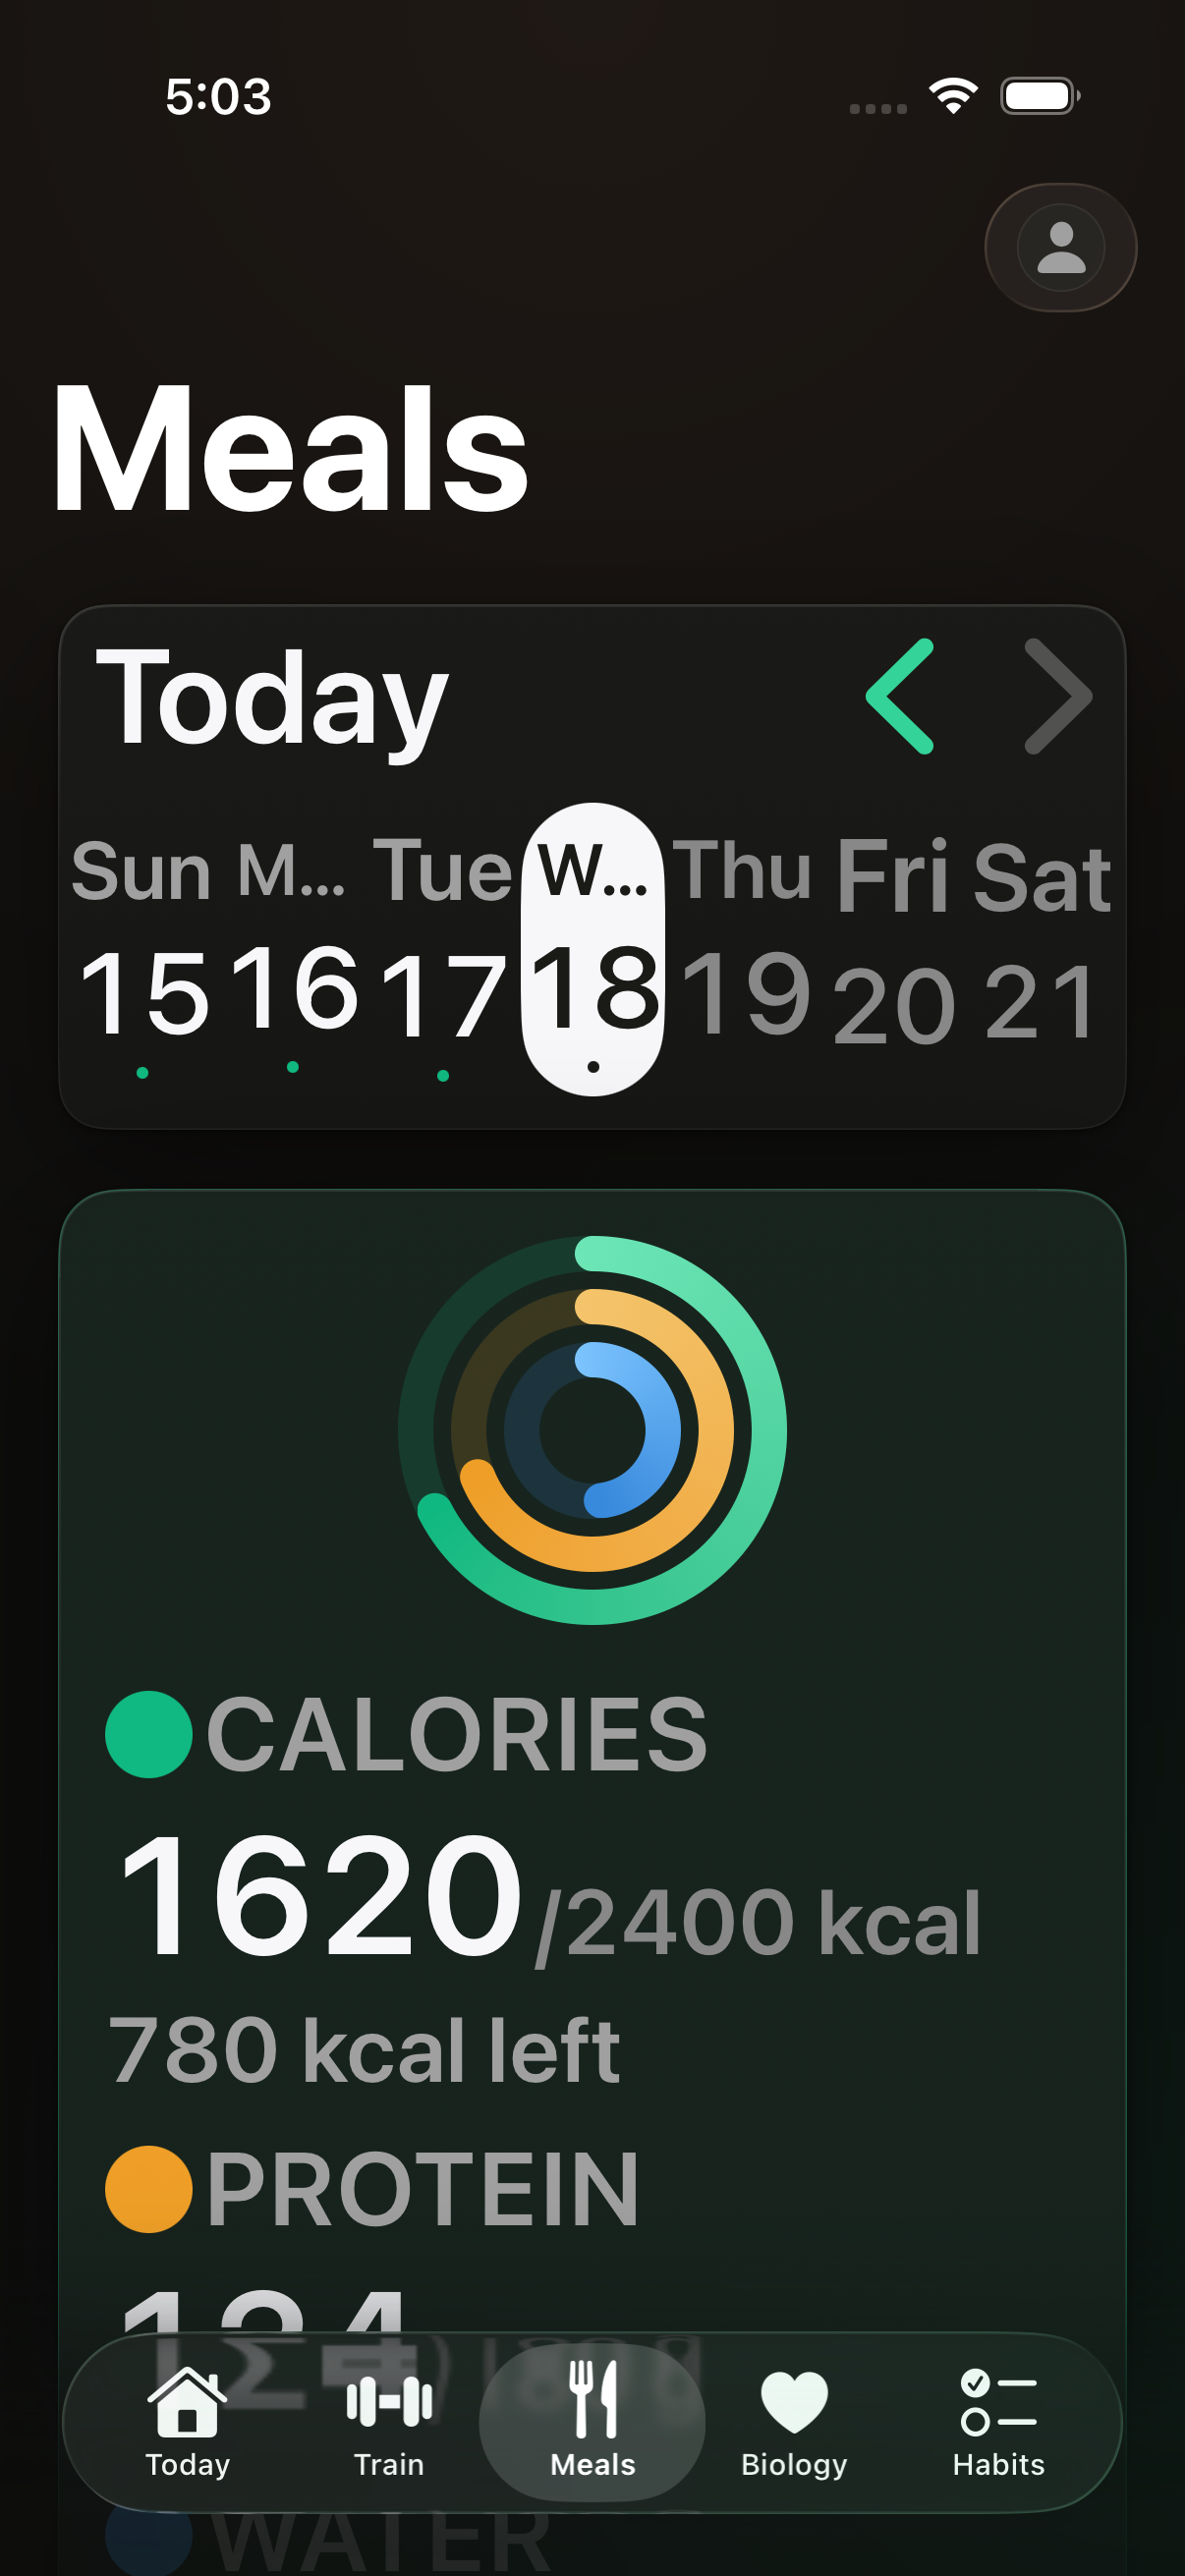 5:03
Meals
Today
Sun M... Tue W... Thu Fri Sat
15 16 17 18 19 20 21
CALORIES
1620/2400 kcal
780 kcal left
PROTEIN
Today Train Meals Biology Habits
WATER